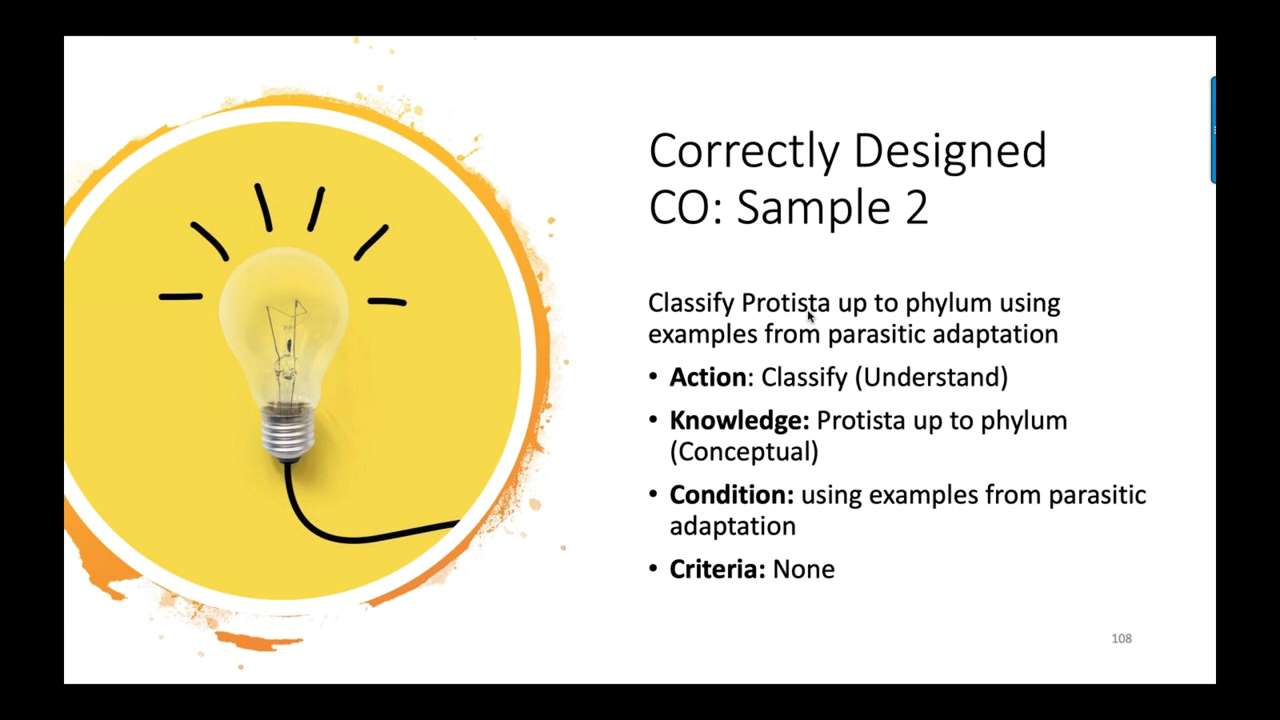 Correctly Designed
CO: Sample 2
Classify Protista up to phylum using
examples from parasitic adaptation
• Action: Classify (Understand)
• Knowledge: Protista up to phylum
(Conceptual)
• Condition: using examples from parasitic
adaptation
• Criteria: None
108